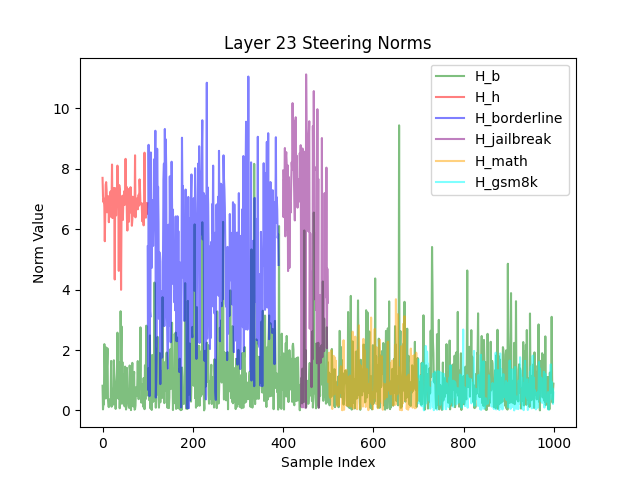 Layer 23 Steering Norms
Norm Value
10
8
6
4
2
0
0
200
400
600
800
1000
Sample Index
H_b
H_h
H_borderline
H_jailbreak
H_math
H_gsm8k